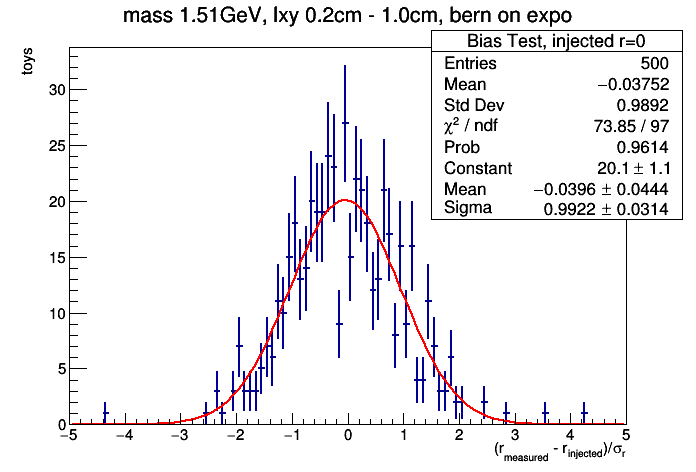 mass 1.51GeV, lxy 0.2cm - 1.0cm, bern on expo
Bias Test, injected r=0
Entries 500
Mean −0.03752
Std Dev 0.9892
χ² / ndf 73.85 / 97
Prob 0.9614
Constant 20.1 ± 1.1
Mean −0.0396 ± 0.0444
Sigma 0.9922 ± 0.0314
toys
30
25
20
15
10
5
0
−5 −4 −3 −2 −1 0 1 2 3 4 5
(r_measured - r_injected)/σ_r